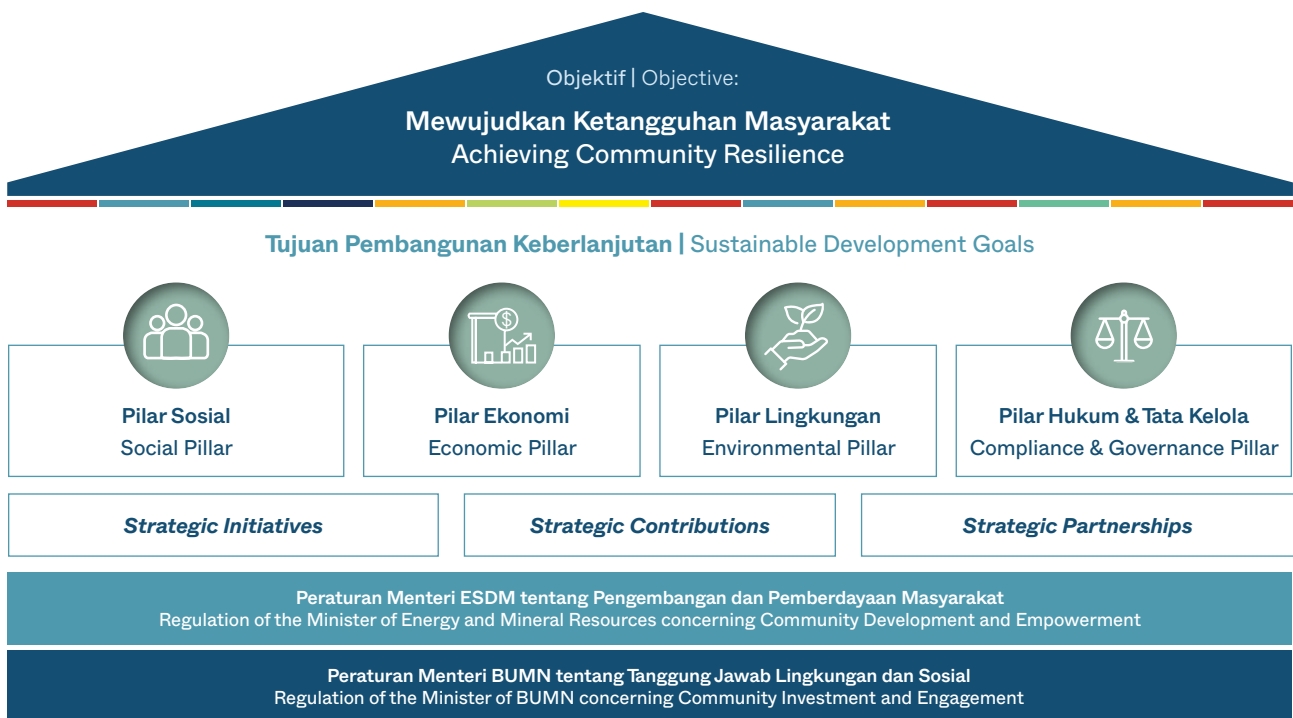 Objektif | Objective:
Mewujudkan Ketangguhan Masyarakat
Achieving Community Resilience
Tujuan Pembangunan Keberlanjutan | Sustainable Development Goals
$
Pilar Sosial
Social Pillar
Pilar Ekonomi
Economic Pillar
Pilar Lingkungan
Environmental Pillar
Pilar Hukum & Tata Kelola
Compliance & Governance Pillar
Strategic Initiatives
Strategic Contributions
Strategic Partnerships
Peraturan Menteri ESDM tentang Pengembangan dan Pemberdayaan Masyarakat
Regulation of the Minister of Energy and Mineral Resources concerning Community Development and Empowerment
Peraturan Menteri BUMN tentang Tanggung Jawab Lingkungan dan Sosial
Regulation of the Minister of BUMN concerning Community Investment and Engagement